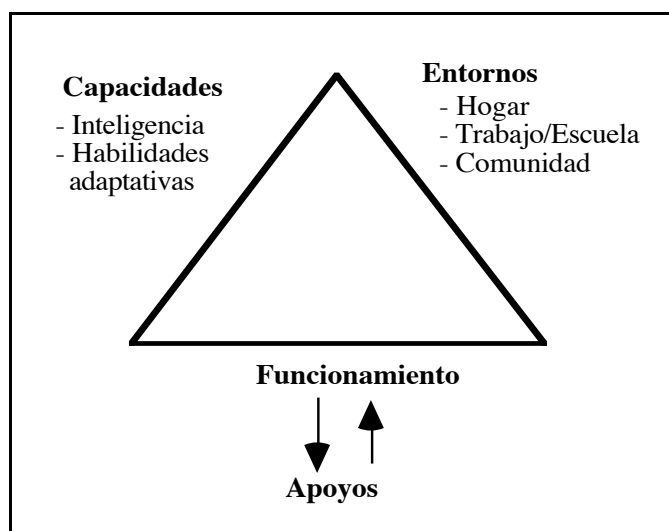 Capacidades
- Inteligencia
- Habilidades
adaptativas
Entornos
- Hogar
- Trabajo/Escuela
- Comunidad
Funcionamiento
Apoyos